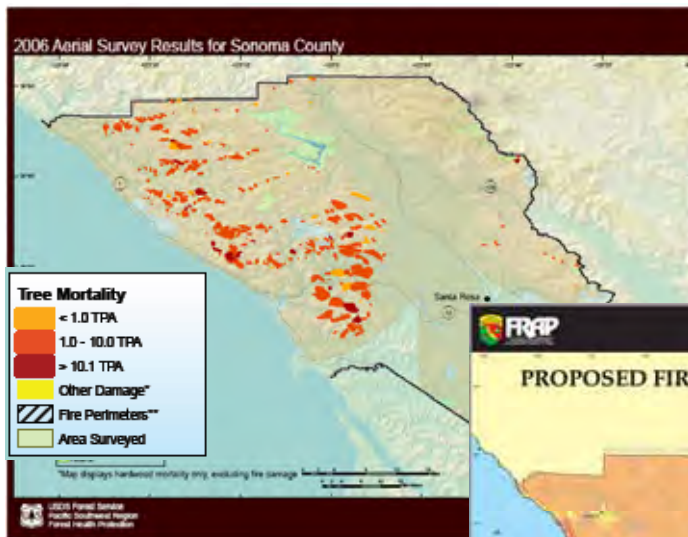 2006 Aerial Survey Results for Sonoma County
Santa Rosa
Tree Mortality
< 1.0 TPA
1.0 - 10.0 TPA
> 10.1 TPA
Other Damage*
Fire Perimeters**
Area Surveyed
*Map displays hardwood mortality only, excluding fire damage
USDA Forest Service
Pacific Southwest Region
Forest Health Protection
FRAP
PROPOSED FIR